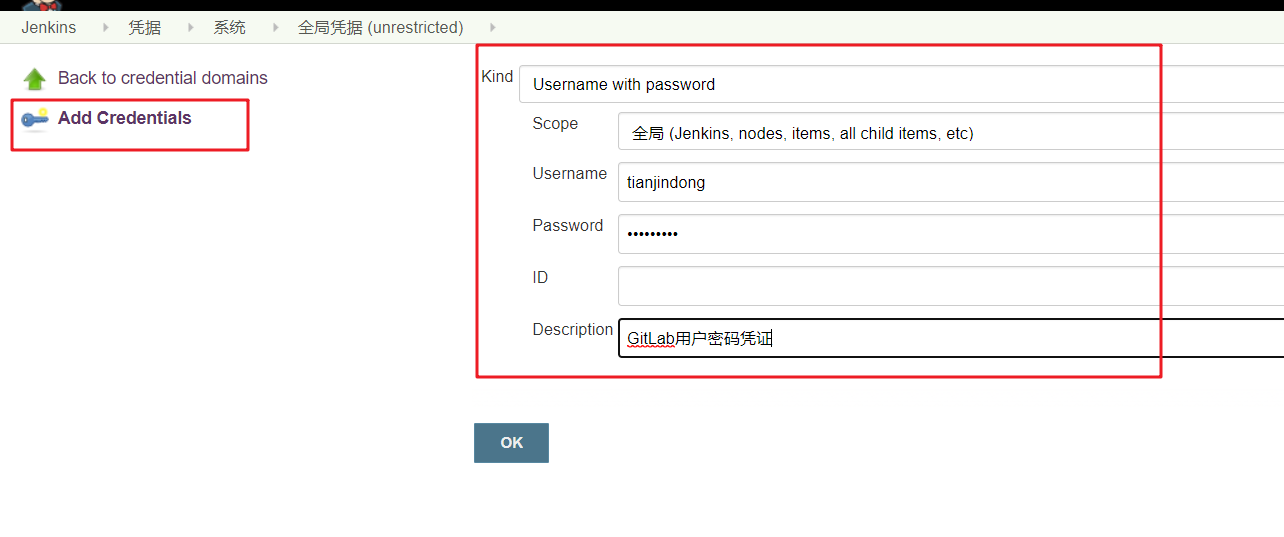 Jenkins 凭据 系统 全局凭据 (unrestricted)
Back to credential domains
Add Credentials
Kind Username with password
Scope 全局 (Jenkins, nodes, items, all child items, etc)
Username tianjindong
Password •••••••••
ID
Description GitLab用户密码凭证
OK